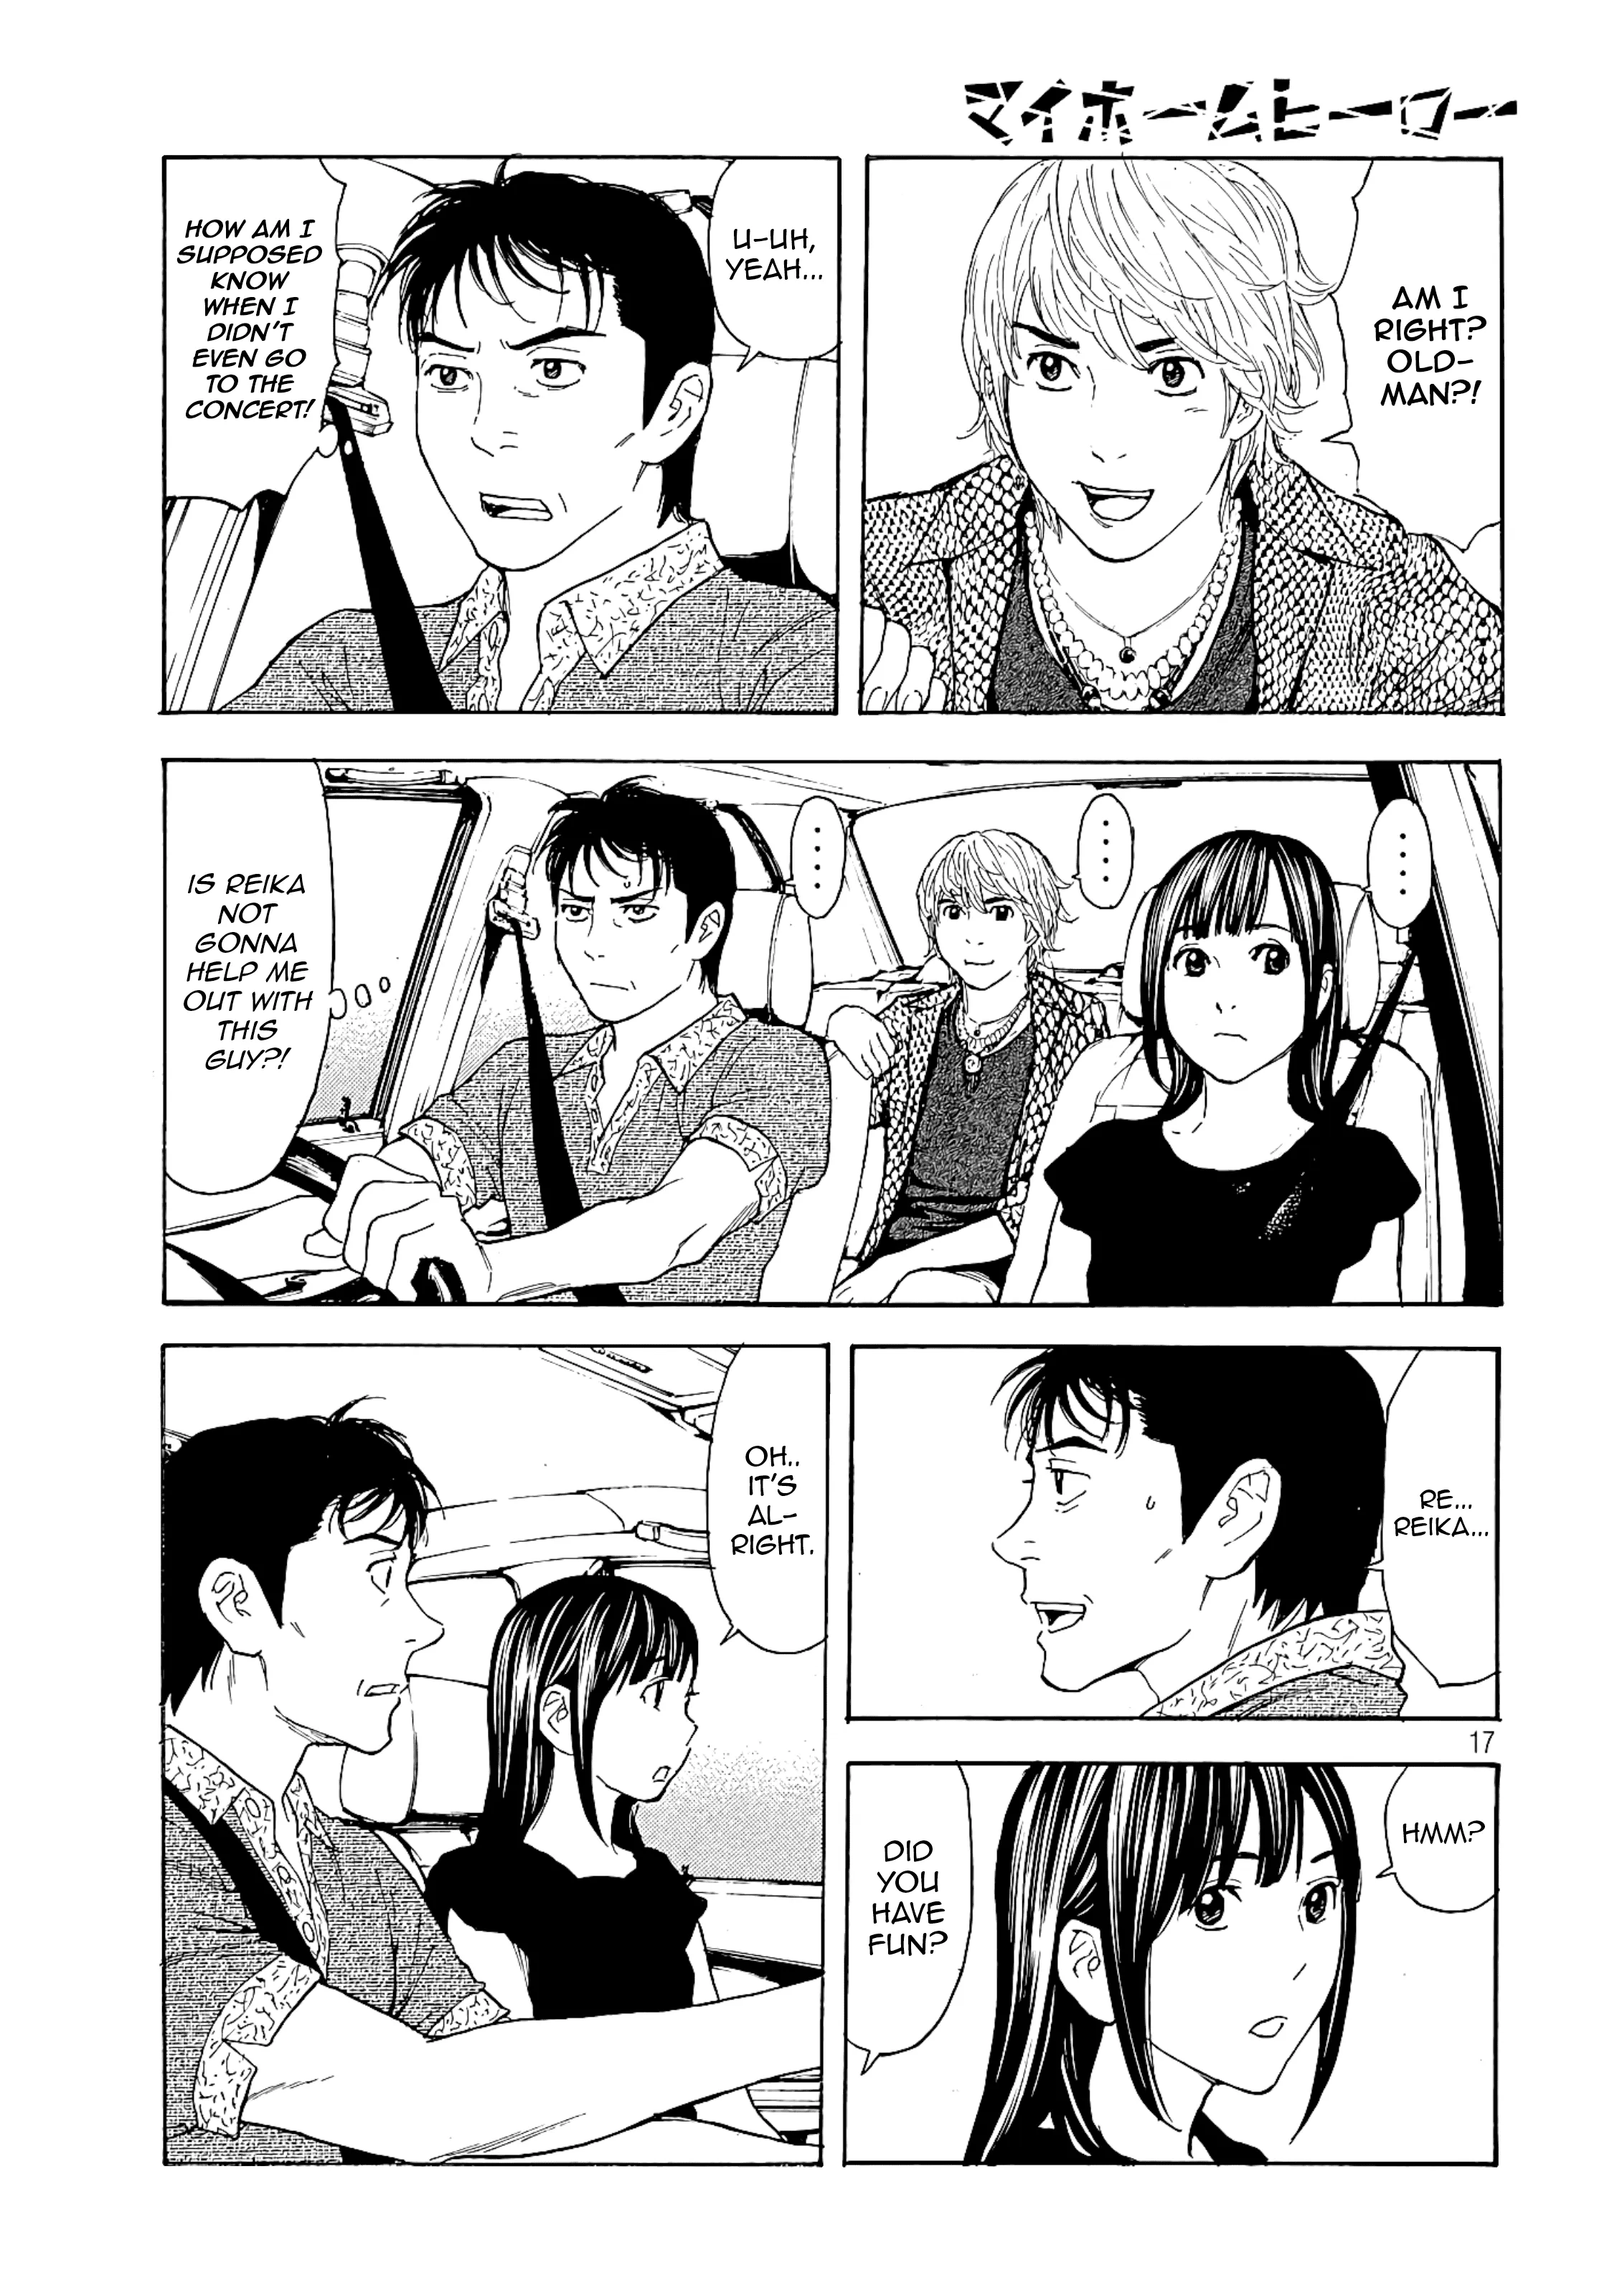 マイホームヒーロー
AM I
RIGHT?
OLD-
MAN?!
U-UH,
YEAH...
HOW AM I
SUPPOSED
KNOW
WHEN I
DIDN'T
EVEN GO
TO THE
CONCERT!
....
....
....
IS REIKA
NOT
GONNA
HELP ME
OUT WITH
THIS
GUY?!
RE...
REIKA...
17
HMM?
DID
YOU
HAVE
FUN?
OH..
IT'S
AL-
RIGHT.